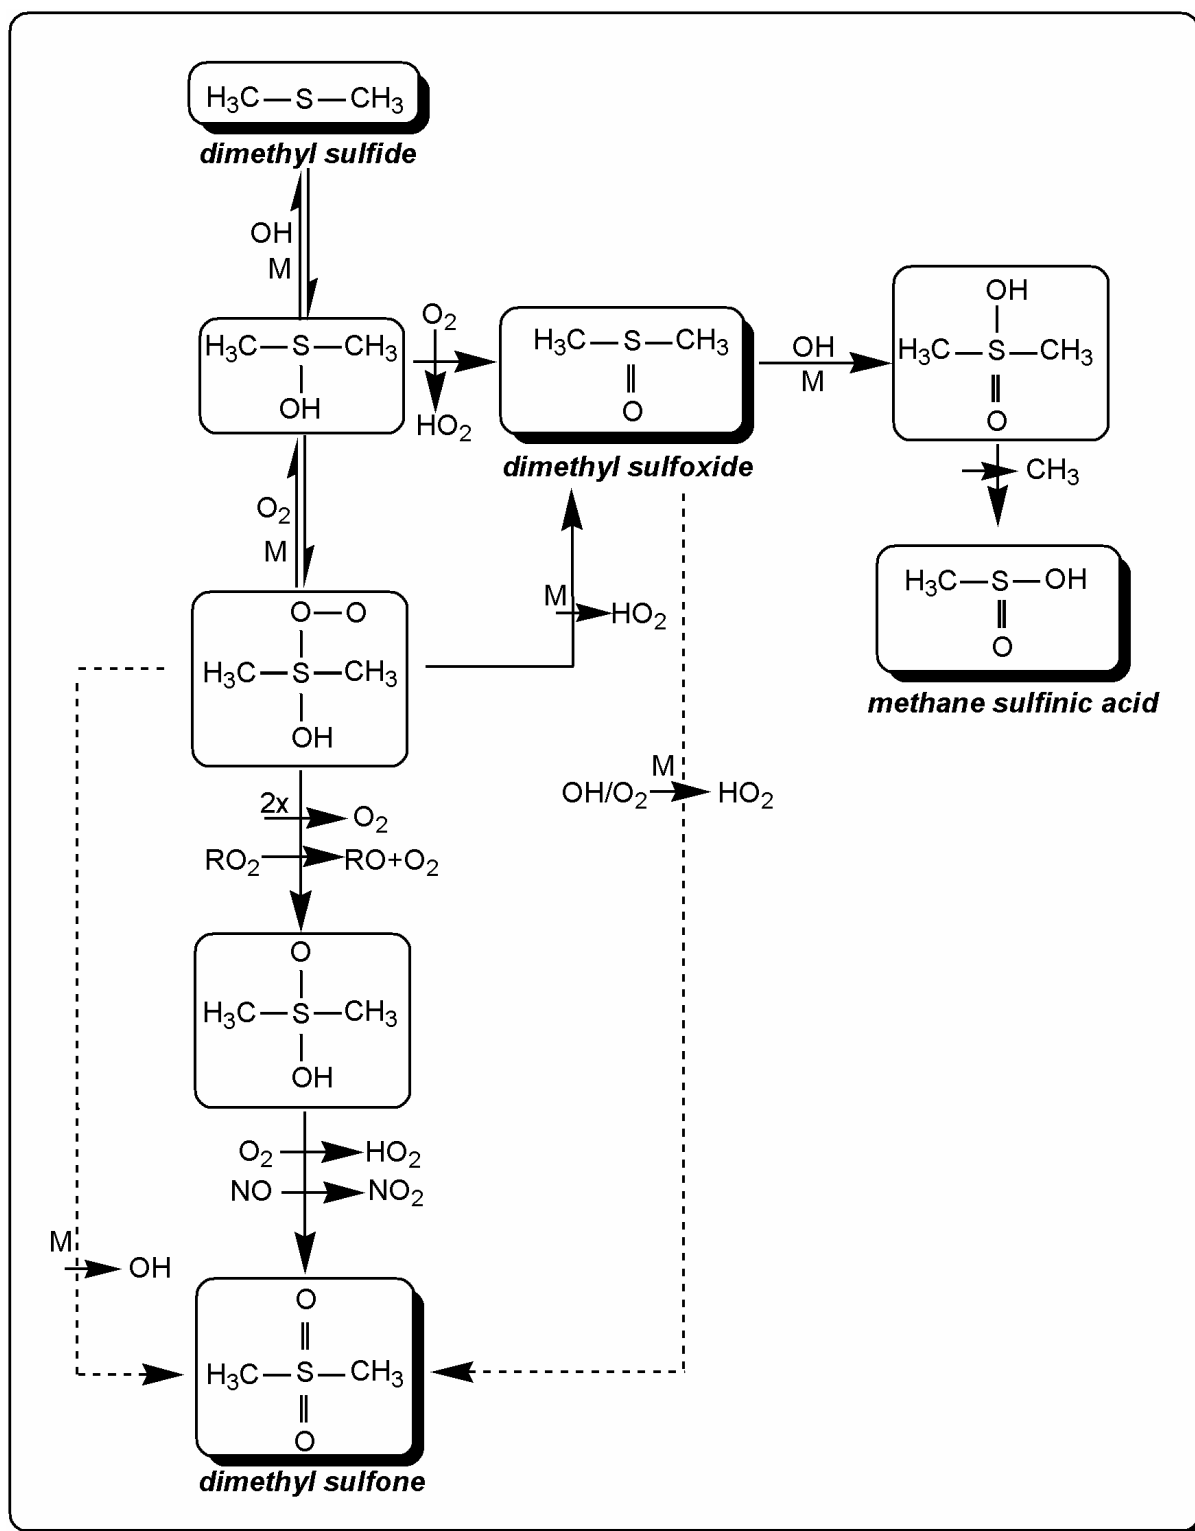 H₃C—S—CH₃
dimethyl sulfide
OH
M
H₃C—S—CH₃
OH
O₂
HO₂
H₃C—S—CH₃
O
dimethyl sulfoxide
OH
M
OH
H₃C—S—CH₃
O
CH₃
H₃C—S—OH
O
methane sulfinic acid
O₂
M
O—O
H₃C—S—CH₃
OH
M
HO₂
M
OH/O₂
HO₂
2x
O₂
RO₂
RO+O₂
O
H₃C—S—CH₃
OH
O₂
HO₂
NO
NO₂
M
OH
O
H₃C—S—CH₃
O
dimethyl sulfone